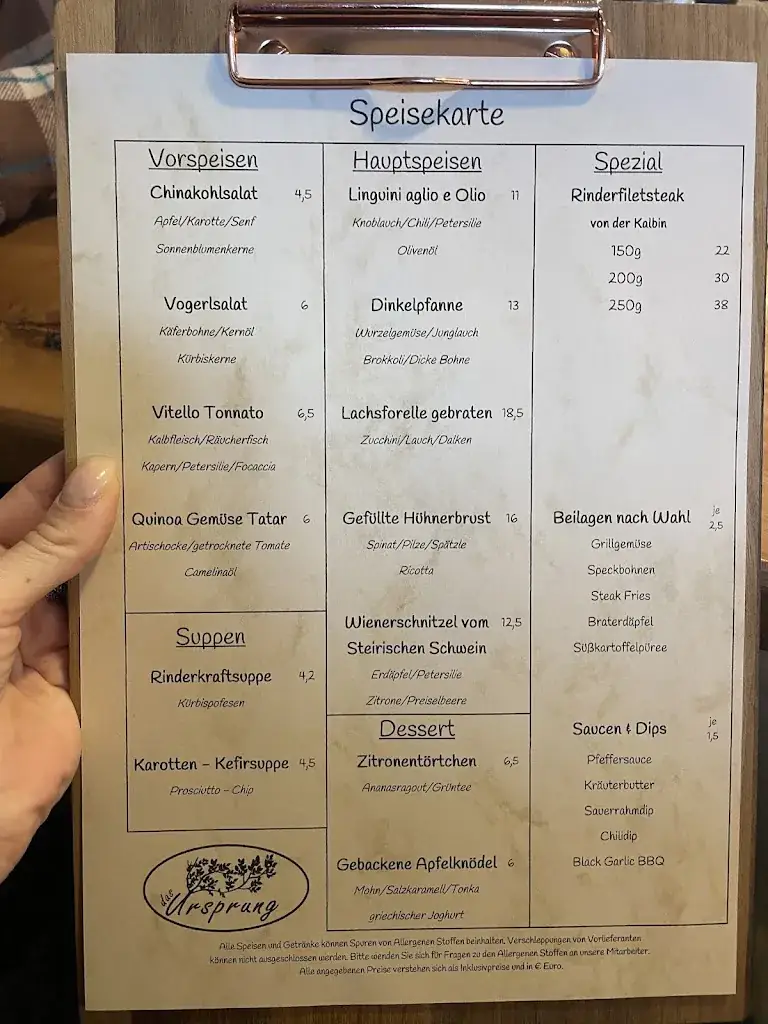 Speisekarte
Vorspeisen
Chinakohlsalat 4,5
Apfel/Karotte/Senf
Sonnenblumenkerne
Vogerlsalat 6
Käferbohne/Kernöl
Kürbiskerne
Vitello Tonnato 6,5
Kalbfleisch/Räucherfisch
Kapern/Petersilie/Focaccia
Quinoa Gemüse Tatar 6
Artischocke/getrocknete Tomate
Camelinaöl
Suppen
Rinderkraftsuppe 4,2
Kürbispofesen
Karotten - Kefirsuppe 4,5
Prosciutto - Chip
das Ursprung
Hauptspeisen
Linguini aglio e Olio 11
Knoblauch/Chili/Petersilie
Olivenöl
Dinkelpfanne 13
Wurzelgemüse/Junglauch
Brokkoli/Dicke Bohne
Lachsforelle gebraten 18,5
Zucchini/Lauch/Dalken
Gefüllte Hühnerbrust 16
Spinat/Pilze/Spätzle
Ricotta
Wienerschnitzel vom 12,5
Steirischen Schwein
Erdäpfel/Petersilie
Zitrone/Preiselbeere
Dessert
Zitronentörtchen 6,5
Ananasragout/Grüntee
Gebackene Apfelknödel 6
Mohn/Salzkaramell/Tonka
griechischer Joghurt
Spezial
Rinderfiletsteak
von der Kalbin
150g 22
200g 30
250g 38
Beilagen nach Wahl je 2,5
Grillgemüse
Speckbohnen
Steak Fries
Braterdäpfel
Süßkartoffelpüree
Saucen & Dips je 1,5
Pfeffersauce
Kräuterbutter
Sauerrahmdip
Chilidip
Black Garlic BBQ
Alle Speisen und Getränke können Spuren von Allergenen Stoffen beinhalten. Verschleppungen von Vorlieferanten
können nicht ausgeschlossen werden. Bitte wenden Sie sich für Fragen zu den Allergenen Stoffen an unsere Mitarbeiter.
Alle angegebenen Preise verstehen sich als Inklusivpreise und in € Euro.